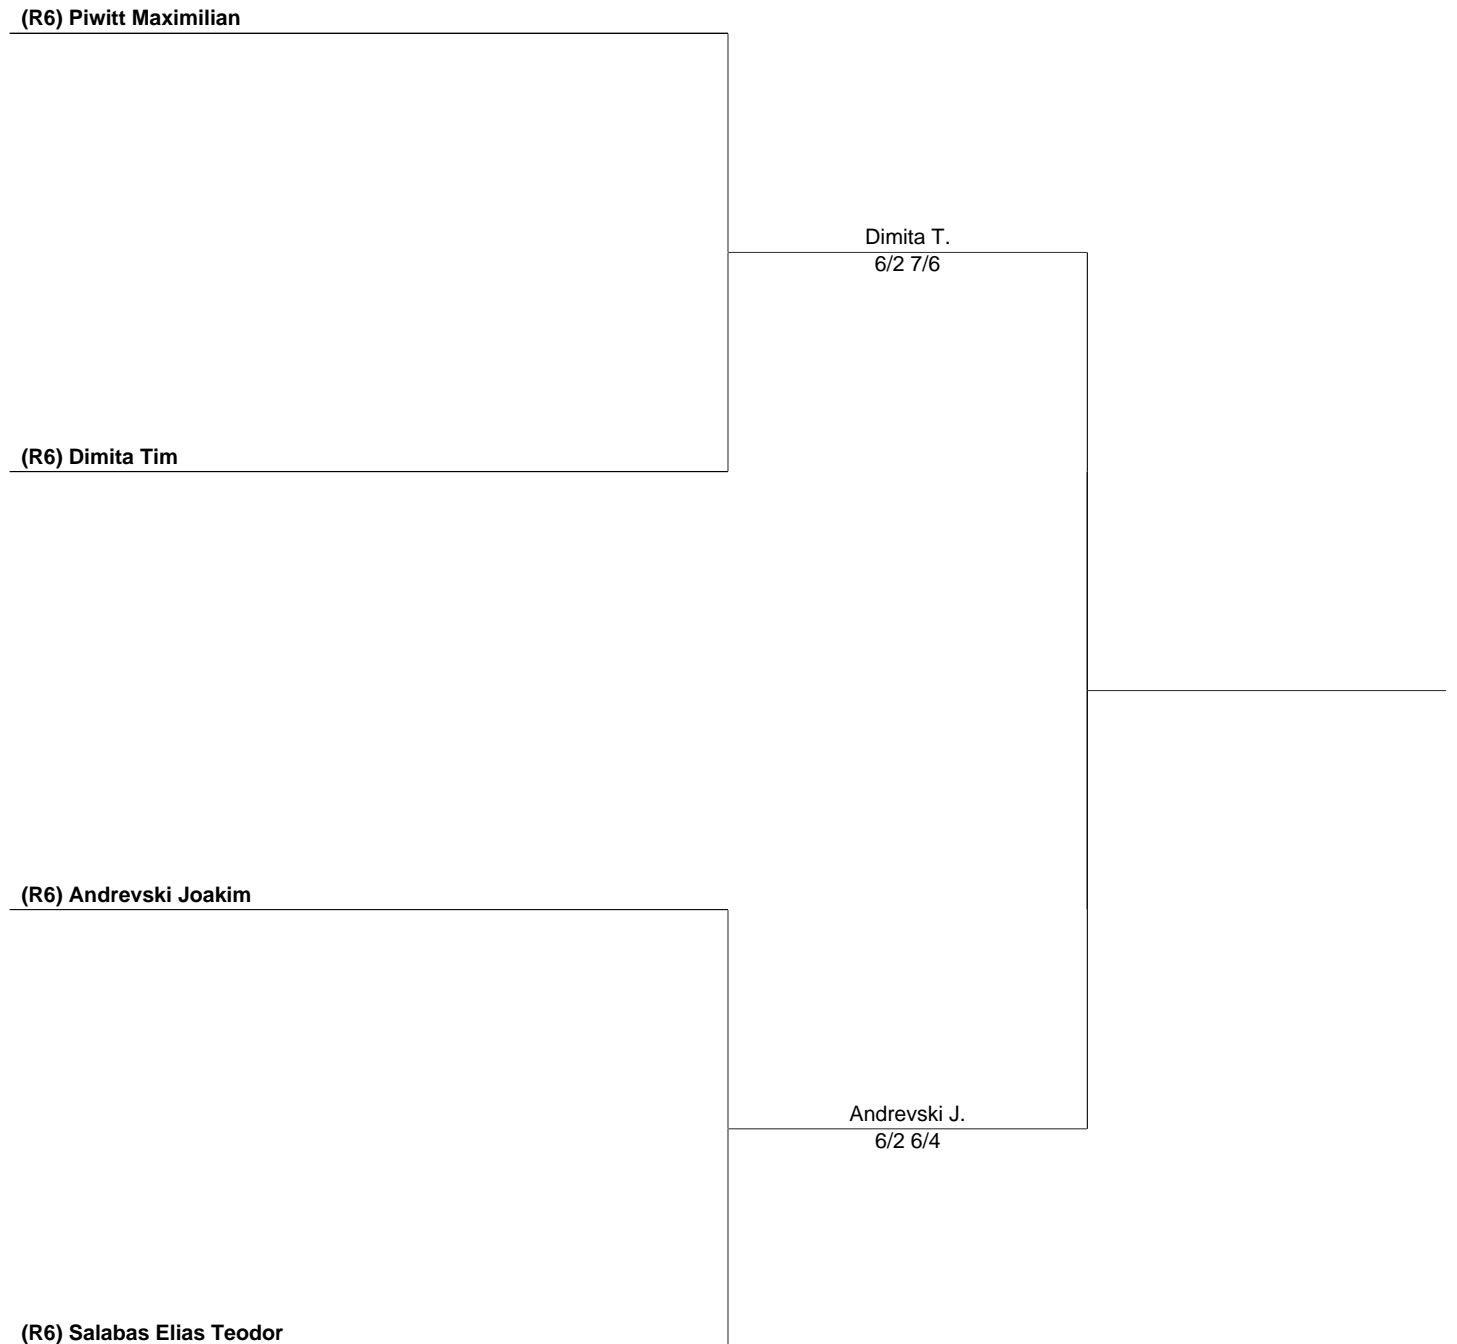 (R6) Piwitt Maximilian
Dimita T.
6/2 7/6
(R6) Dimita Tim
(R6) Andrevski Joakim
Andrevski J.
6/2 6/4
(R6) Salabas Elias Teodor